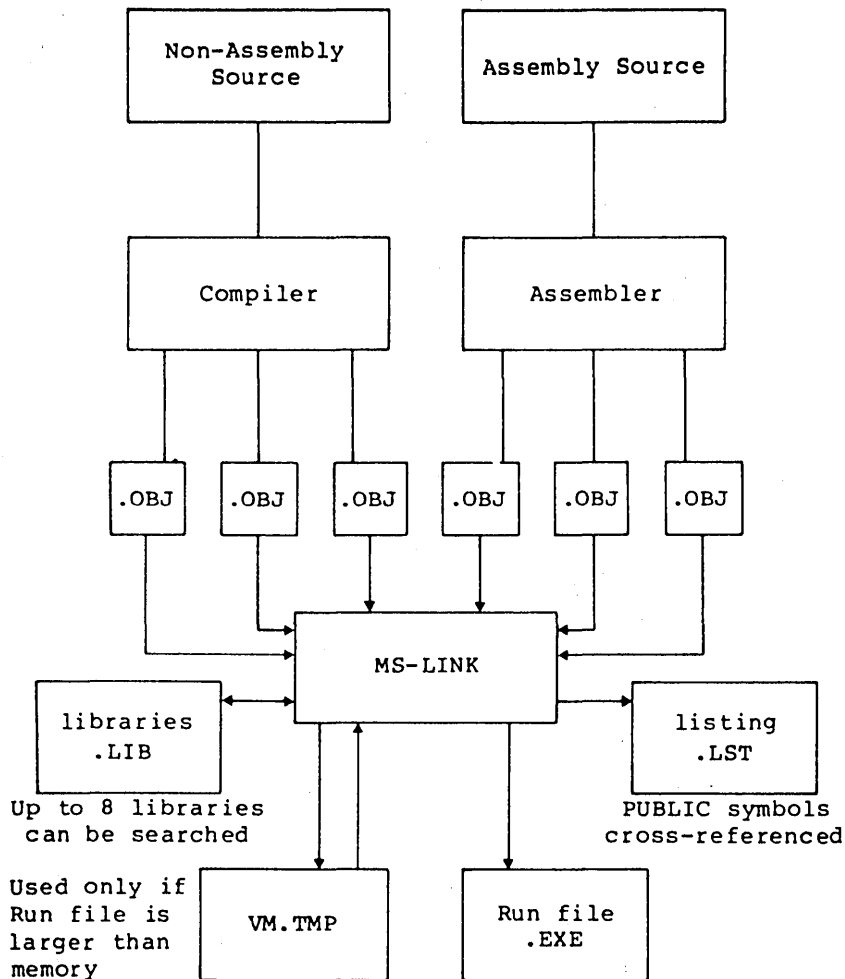 Non-Assembly
Source
Assembly Source
Compiler
Assembler
.OBJ
.OBJ
.OBJ
.OBJ
.OBJ
.OBJ
MS-LINK
libraries
.LIB
listing
.LST
Up to 8 libraries
can be searched
PUBLIC symbols
cross-referenced
Used only if
Run file is
larger than
memory
VM.TMP
Run file
.EXE